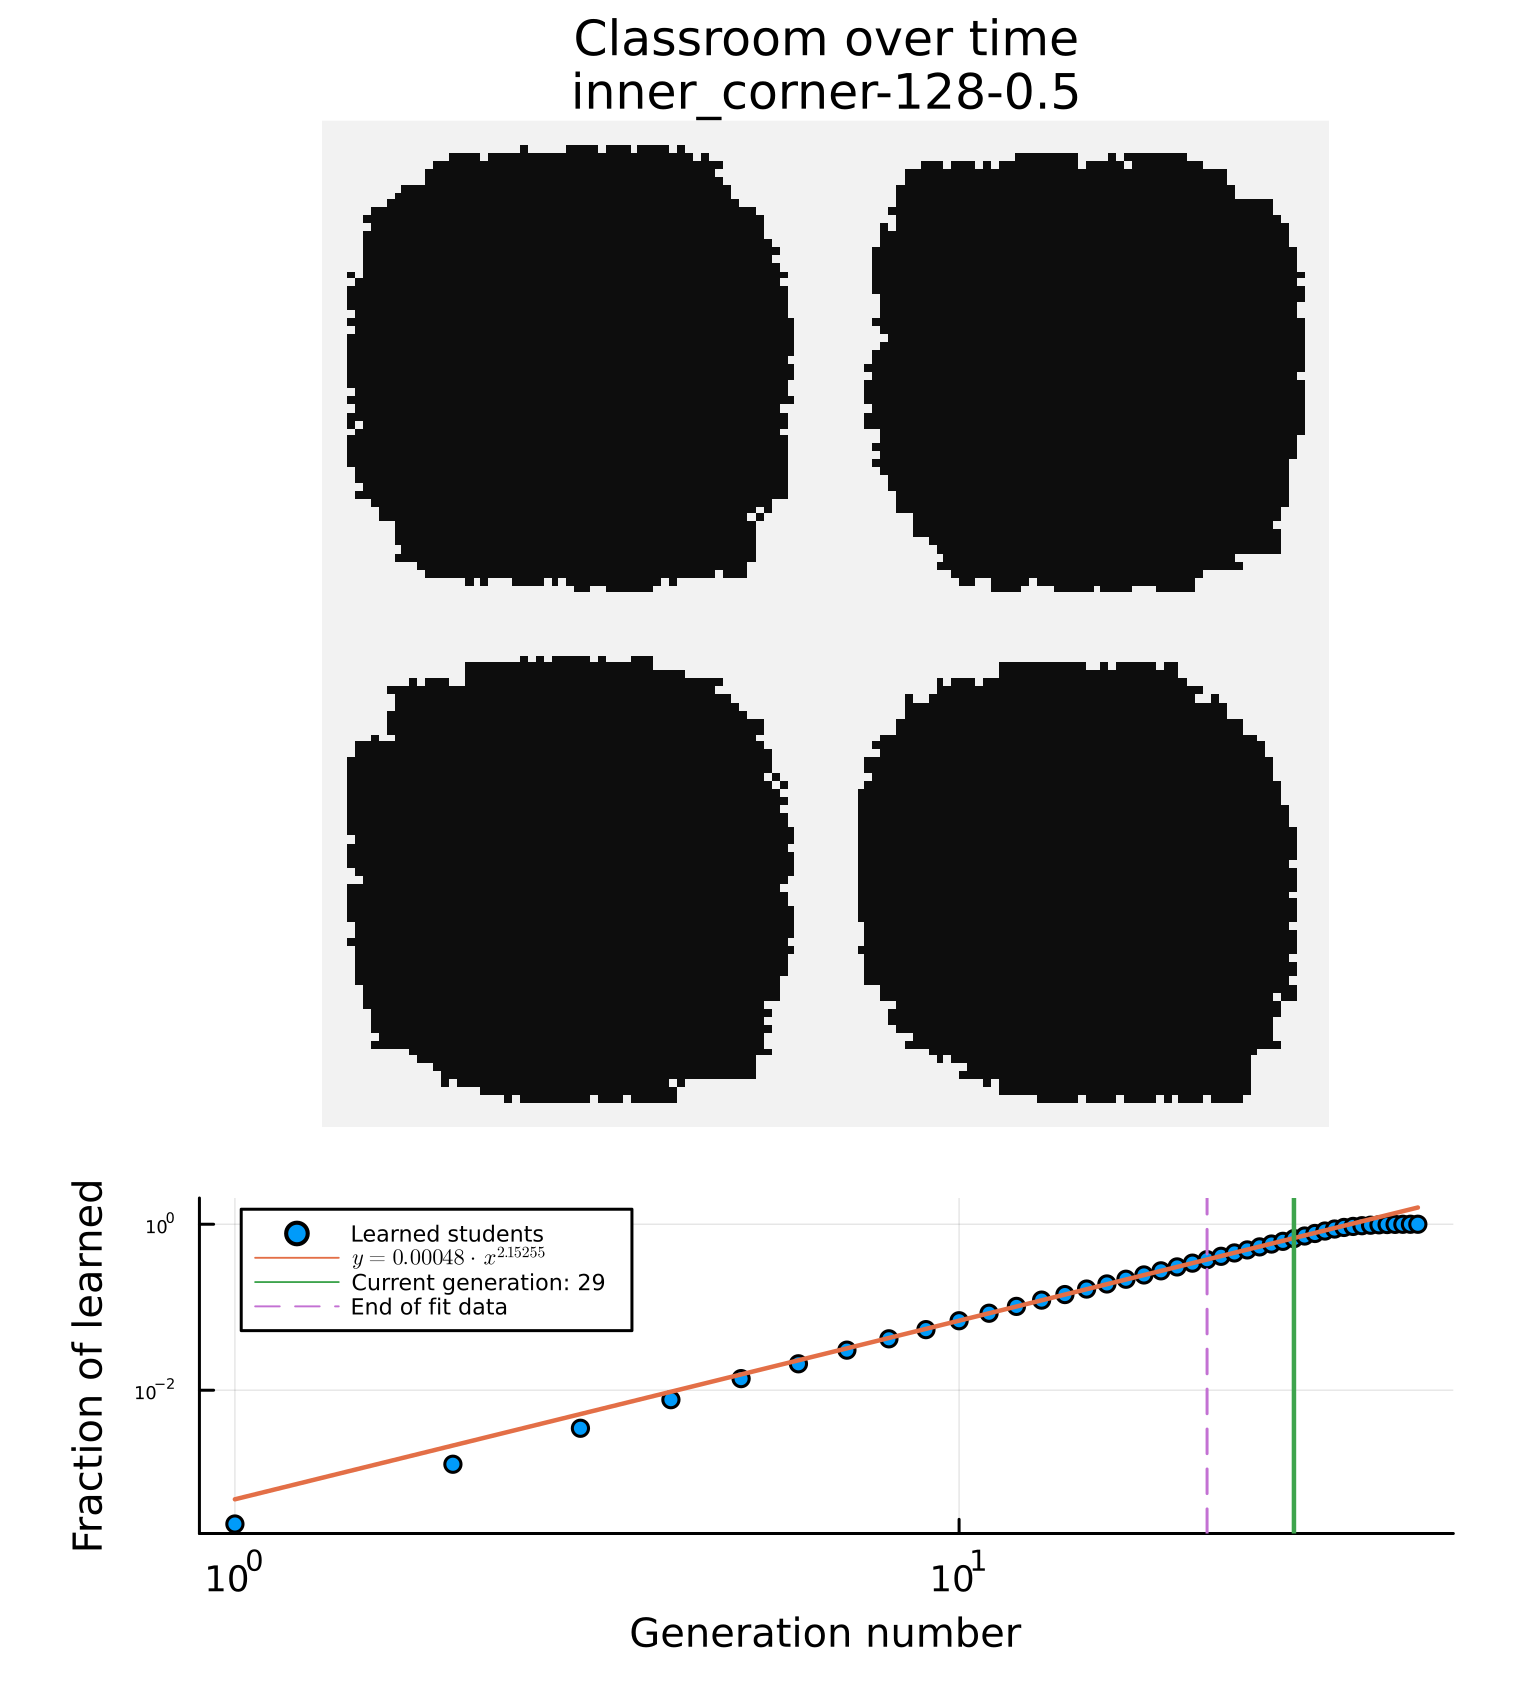 Classroom over time
inner_corner-128-0.5
Fraction of learned
10^0
10^−2
Learned students
y = 0.00048 · x^2.15255
Current generation: 29
End of fit data
10^0
10^1
Generation number